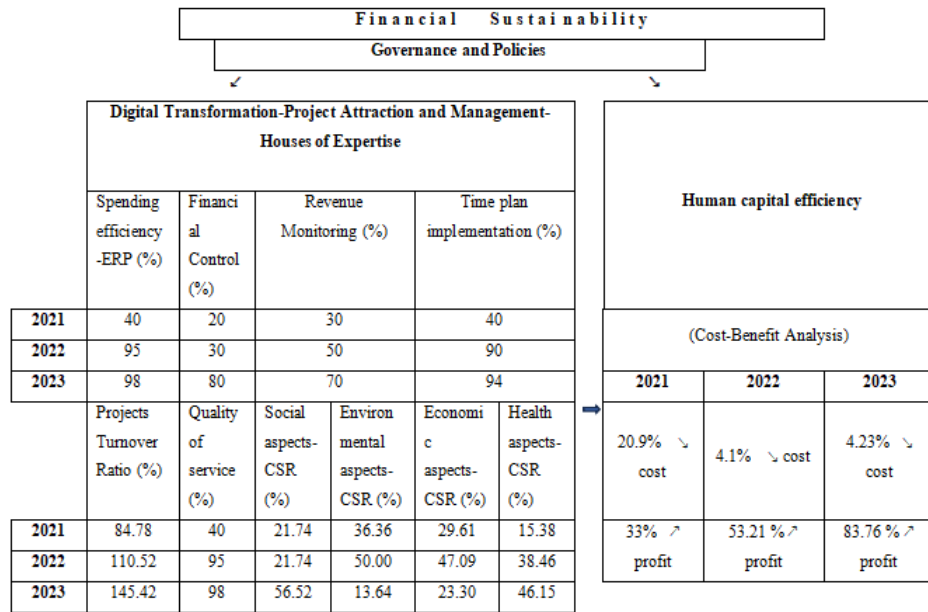 Financial Sustainability
Governance and Policies
↙ ↘
Digital Transformation-Project Attraction and Management-
Houses of Expertise
Human capital efficiency
Spending efficiency -ERP (%)
Financi al Control (%)
Revenue Monitoring (%)
Time plan implementation (%)
2021 40 20 30 40
2022 95 30 50 90
2023 98 80 70 94
(Cost-Benefit Analysis)
2021 2022 2023
Projects Turnover Ratio (%)
Quality of service (%)
Social aspects- CSR (%)
Environ mental aspects- CSR (%)
Economi c aspects- CSR (%)
Health aspects- CSR (%)
➡
20.9% ↘ cost
4.1% ↘ cost
4.23% ↘ cost
2021 84.78 40 21.74 36.36 29.61 15.38
2022 110.52 95 21.74 50.00 47.09 38.46
2023 145.42 98 56.52 13.64 23.30 46.15
33% ↗ profit
53.21 %↗ profit
83.76 %↗ profit